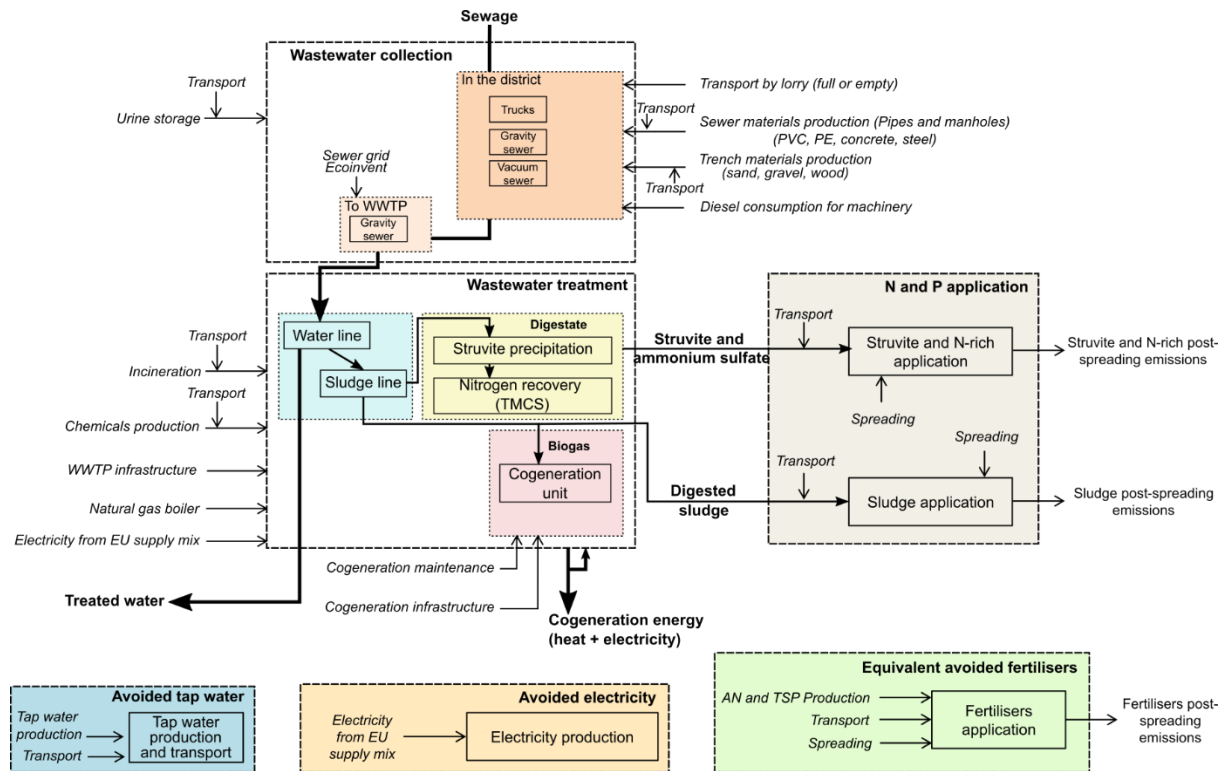 Sewage
Wastewater collection
In the district
Trucks
Gravity
sewer
Vacuum
sewer
Transport
Urine storage
Sewer grid
Ecoinvent
To WWTP
Gravity
sewer
Transport by lorry (full or empty)
Transport
Sewer materials production (Pipes and manholes)
(PVC, PE, concrete, steel)
Trench materials production
(sand, gravel, wood)
Transport
Diesel consumption for machinery
Wastewater treatment
Water line
Sludge line
Digestate
Struvite precipitation
Nitrogen recovery
(TMCS)
Biogas
Cogeneration
unit
Transport
Incineration
Transport
Chemicals production
WWTP infrastructure
Natural gas boiler
Electricity from EU supply mix
Cogeneration maintenance
Cogeneration infrastructure
Treated water
Cogeneration energy
(heat + electricity)
Struvite and
ammonium sulfate
Digested
sludge
N and P application
Transport
Struvite and N-rich
application
Spreading
Struvite and N-rich post-
spreading emissions
Spreading
Transport
Sludge application
Sludge post-spreading
emissions
Avoided tap water
Tap water
production
Transport
Tap water
production
and transport
Avoided electricity
Electricity
from EU
supply mix
Electricity production
Equivalent avoided fertilisers
AN and TSP Production
Transport
Spreading
Fertilisers
application
Fertilisers post-
spreading
emissions